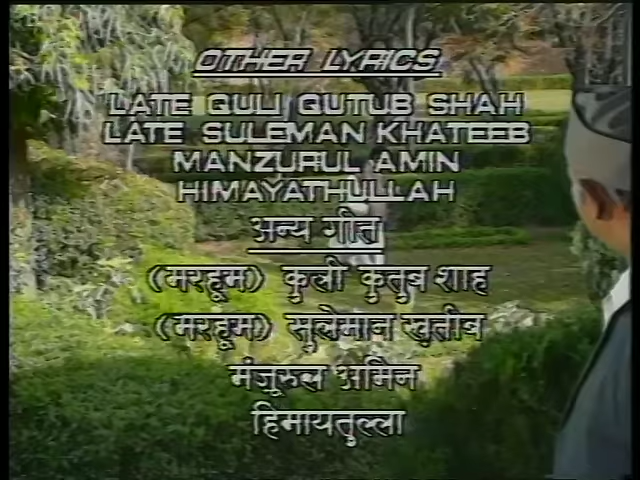 OTHER LYRICS
LATE QULI QUTUB SHAH
LATE SULEMAN KHATEEB
MANZURUL AMIN
HIMAYATHULLAH
अन्य गीत
(मरहूम) कुली कुतुब शाह
(मरहूम) सुलेमान खतीब
मंजूरुल अमिन
हिमायतुल्ला